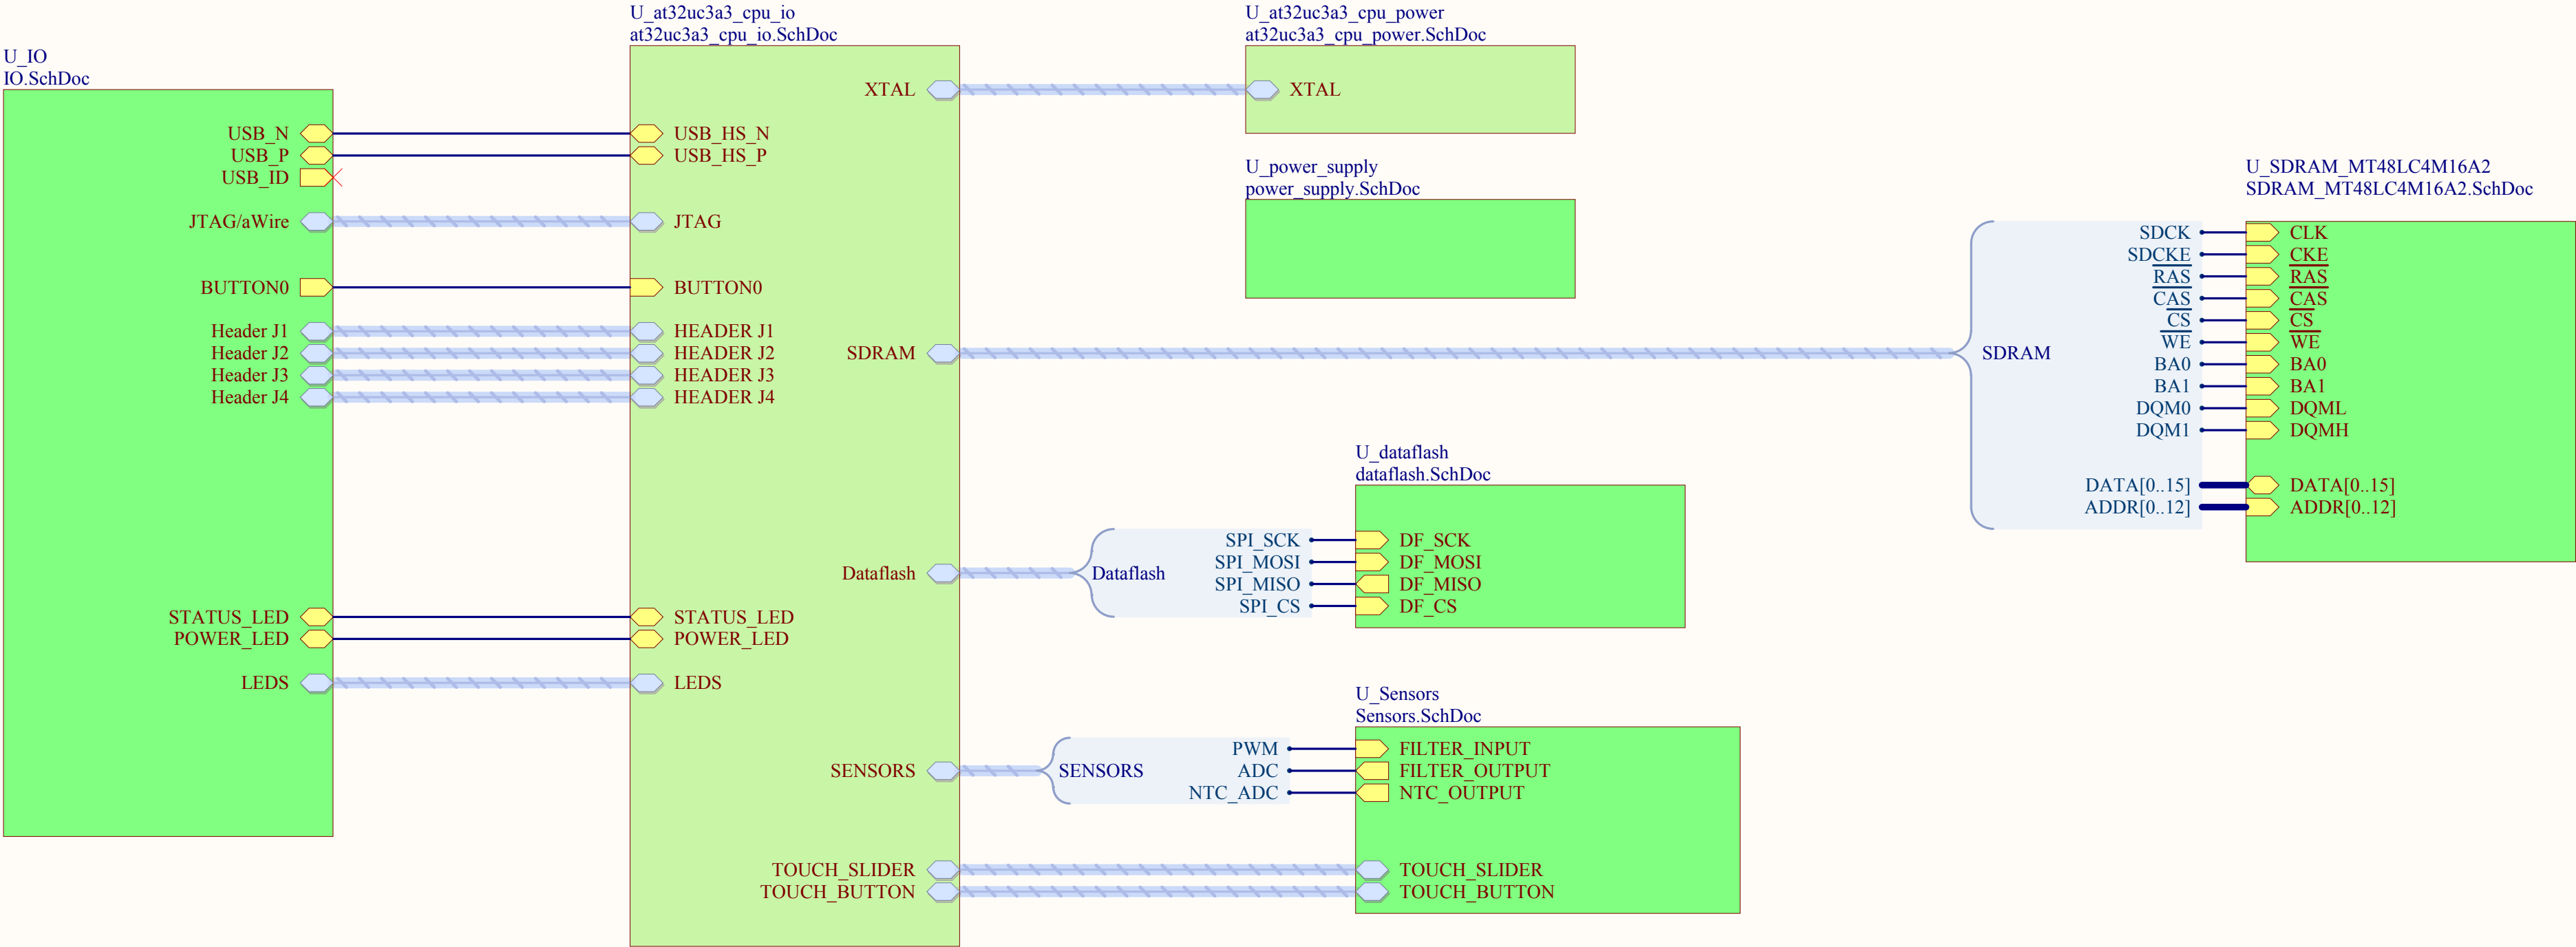 U_IO
IO.SchDoc
USB_N
USB_P
USB_ID
JTAG/aWire
BUTTON0
Header J1
Header J2
Header J3
Header J4
STATUS_LED
POWER_LED
LEDS
U_at32uc3a3_cpu_io
at32uc3a3_cpu_io.SchDoc
USB_HS_N
USB_HS_P
JTAG
BUTTON0
HEADER J1
HEADER J2
HEADER J3
HEADER J4
STATUS_LED
POWER_LED
LEDS
XTAL
SDRAM
Dataflash
SENSORS
TOUCH_SLIDER
TOUCH_BUTTON
U_at32uc3a3_cpu_power
at32uc3a3_cpu_power.SchDoc
XTAL
U_power_supply
power_supply.SchDoc
U_dataflash
dataflash.SchDoc
Dataflash
SPI_SCK
SPI_MOSI
SPI_MISO
SPI_CS
DF_SCK
DF_MOSI
DF_MISO
DF_CS
U_Sensors
Sensors.SchDoc
SENSORS
PWM
ADC
NTC_ADC
FILTER_INPUT
FILTER_OUTPUT
NTC_OUTPUT
TOUCH_SLIDER
TOUCH_BUTTON
U_SDRAM_MT48LC4M16A2
SDRAM_MT48LC4M16A2.SchDoc
SDRAM
SDCK
SDCKE
RAS
CAS
CS
WE
BA0
BA1
DQM0
DQM1
DATA[0..15]
ADDR[0..12]
CLK
CKE
RAS
CAS
CS
WE
BA0
BA1
DQML
DQMH
DATA[0..15]
ADDR[0..12]